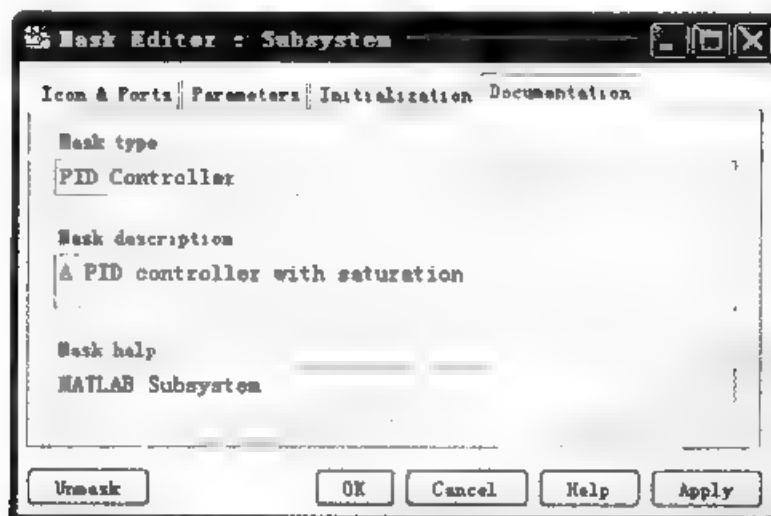 Mask Editor : Subsystem
Icon & Ports Parameters Initialization Documentation
Mask type
PID Controller
Mask description
A PID controller with saturation
Mask help
MATLAB Subsystem
Unmask OK Cancel Help Apply